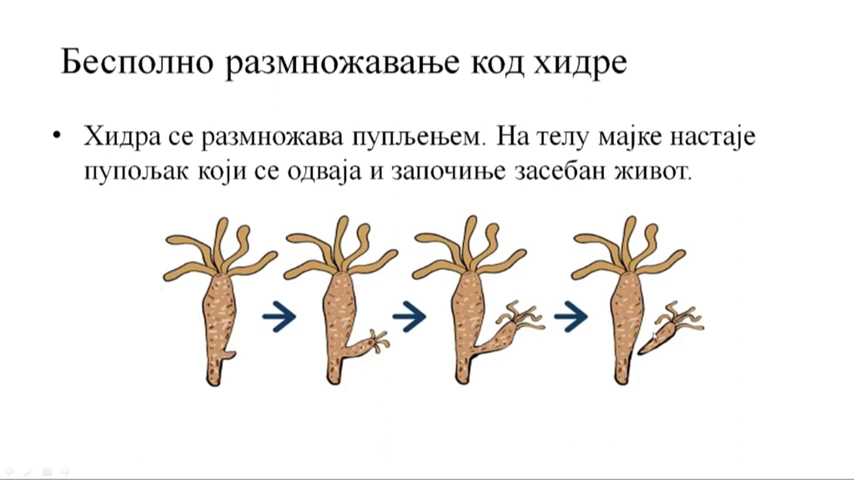 Бесполно размножавање код хидре
• Хидра се размножава пупљењем. На телу мајке настаје
пупољак који се одваја и започиње засебан живот.